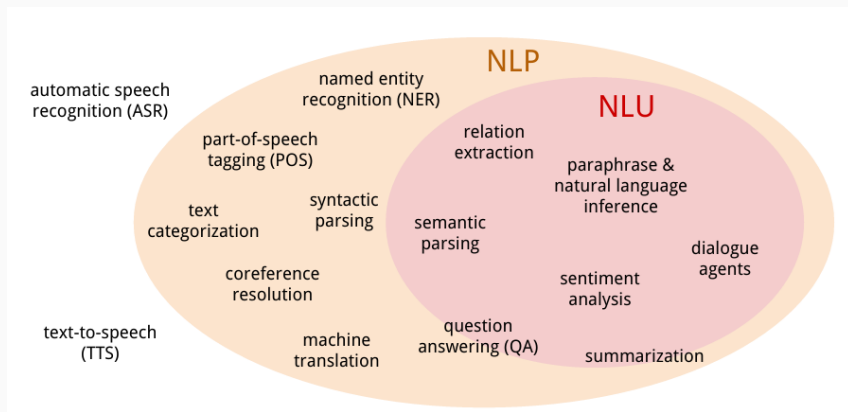 NLP
named entity
recognition (NER)
automatic speech
recognition (ASR)
NLU
relation
extraction
part-of-speech
tagging (POS)
paraphrase &
natural language
inference
syntactic
parsing
text
categorization
semantic
parsing
dialogue
agents
coreference
resolution
sentiment
analysis
question
answering (QA)
text-to-speech
(TTS)
machine
translation
summarization